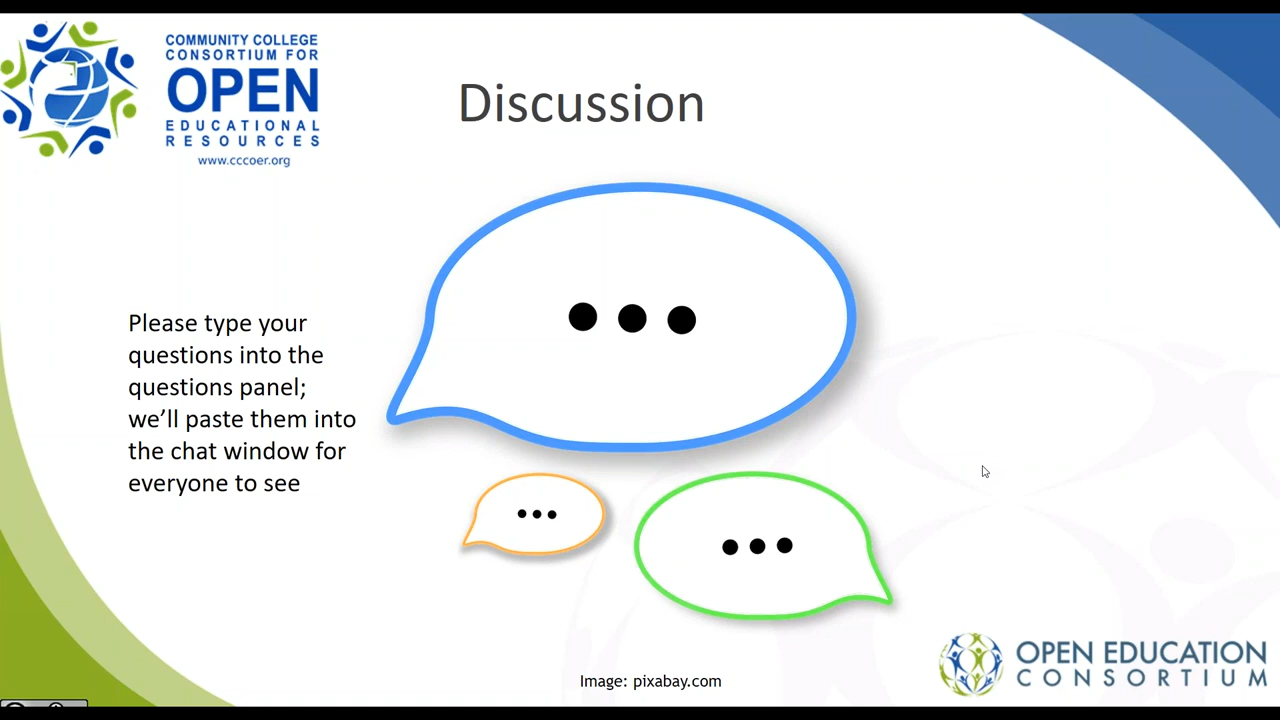 COMMUNITY COLLEGE
CONSORTIUM FOR
OPEN
EDUCATIONAL
RESOURCES
www.cccoer.org
Discussion
Please type your
questions into the
questions panel;
we’ll paste them into
the chat window for
everyone to see
Image: pixabay.com
OPEN EDUCATION
CONSORTIUM